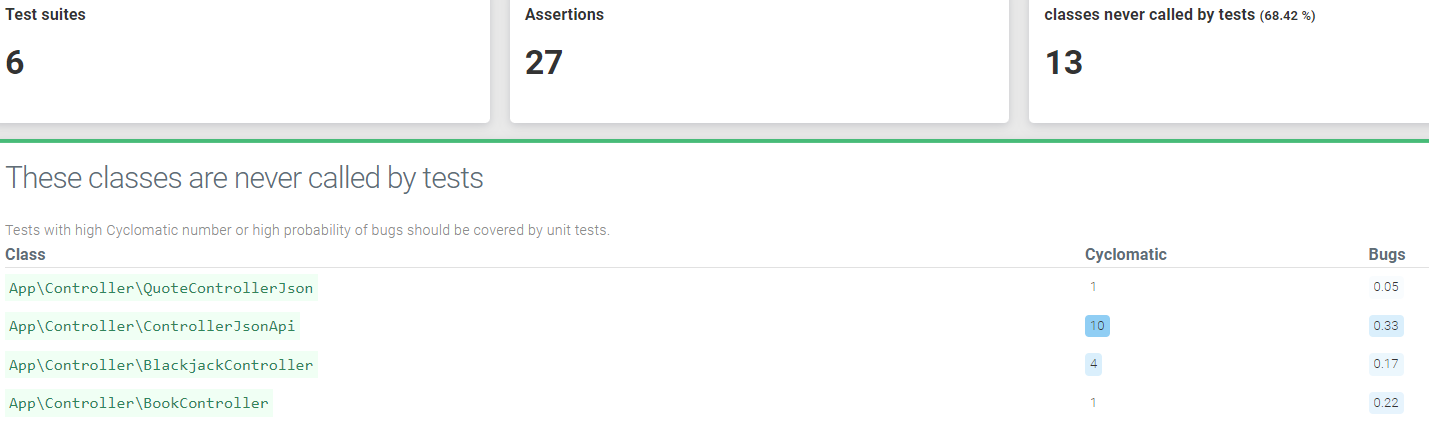 Test suites
6
Assertions
27
classes never called by tests (68.42 %)
13
These classes are never called by tests
Tests with high Cyclomatic number or high probability of bugs should be covered by unit tests.
Class Cyclomatic Bugs
App\Controller\QuoteControllerJson 1 0.05
App\Controller\ControllerJsonApi 10 0.33
App\Controller\BlackjackController 4 0.17
App\Controller\BookController 1 0.22